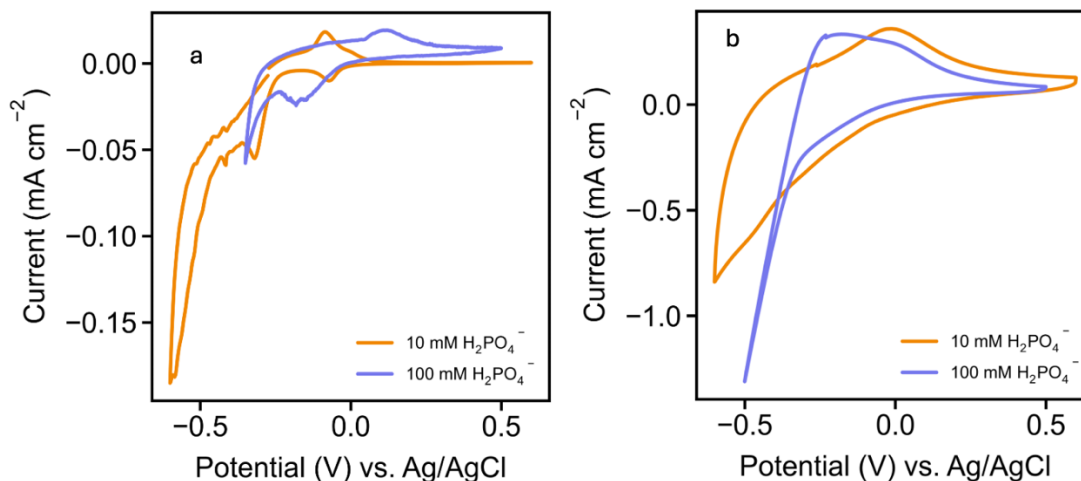 a
Current (mA cm⁻²)
0.00
−0.05
−0.10
−0.15
10 mM H₂PO₄⁻
100 mM H₂PO₄⁻
−0.5 0.0 0.5
Potential (V) vs. Ag/AgCl
b
Current (mA cm⁻²)
0.0
−0.5
−1.0
10 mM H₂PO₄⁻
100 mM H₂PO₄⁻
−0.5 0.0 0.5
Potential (V) vs. Ag/AgCl